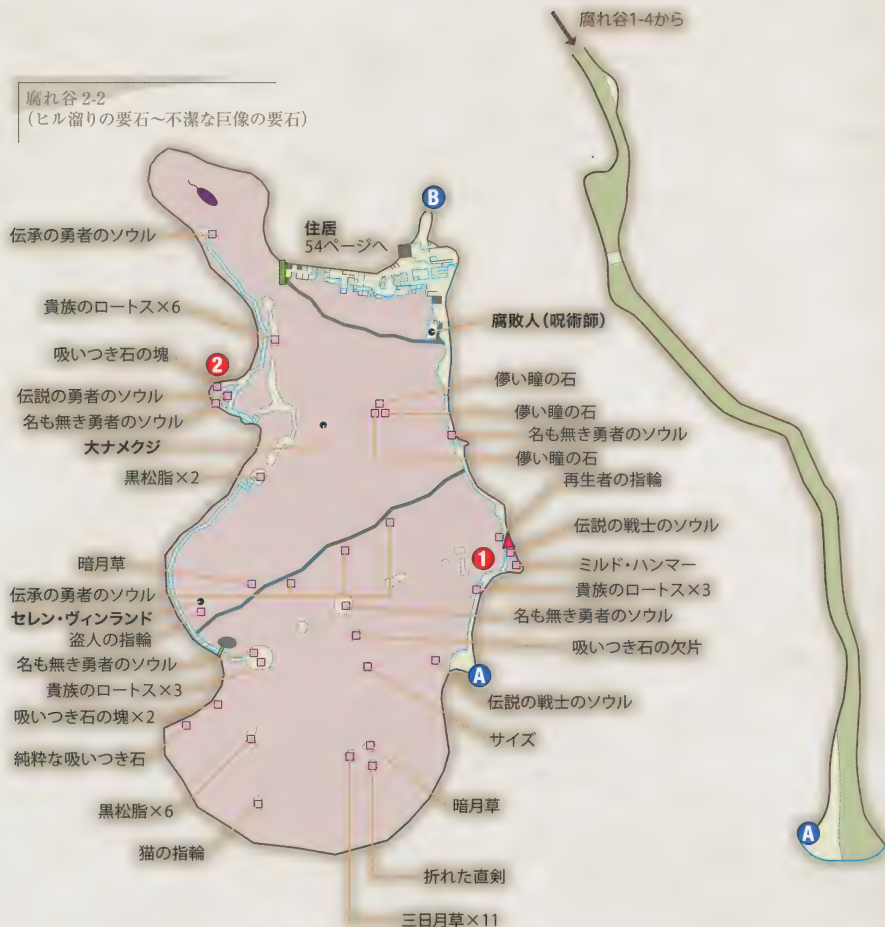 腐れ谷1-4から
腐れ谷 2-2
(ヒル溜りの要石~不潔な巨像の要石)
B
住居
54ページへ
伝承の勇者のソウル
貴族のロートス×6
腐敗人(呪術師)
吸いつき石の塊
2
儚い瞳の石
伝説の勇者のソウル
儚い瞳の石
名も無き勇者のソウル
名も無き勇者のソウル
大ナメクジ
儚い瞳の石
黒松脂×2
再生者の指輪
伝説の戦士のソウル
1
ミルド・ハンマー
暗月草
貴族のロートス×3
伝承の勇者のソウル
名も無き勇者のソウル
セレン・ヴィンランド
盗人の指輪
吸いつき石の欠片
名も無き勇者のソウル
貴族のロートス×3
A
伝説の戦士のソウル
吸いつき石の塊×2
サイズ
純粋な吸いつき石
黒松脂×6
暗月草
A
猫の指輪
折れた直剣
三日月草×11